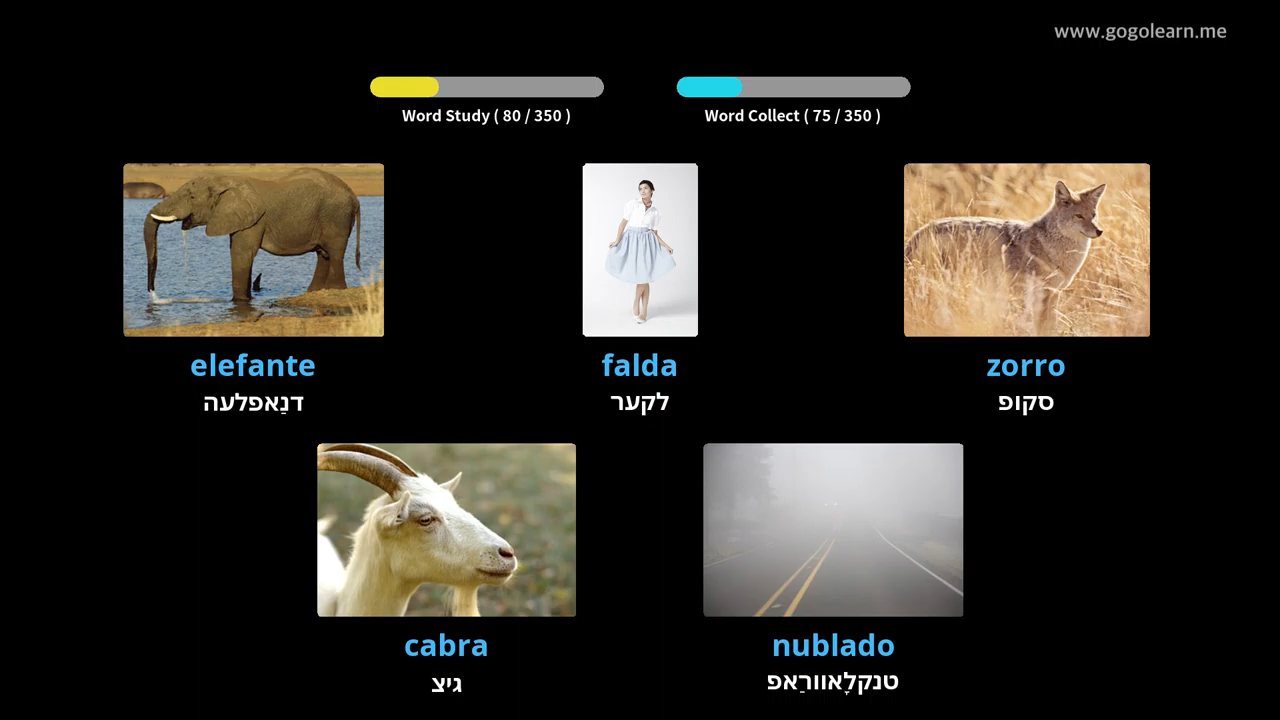 www.gogolearn.me
Word Study ( 80 / 350 )
Word Collect ( 75 / 350 )
elefante
דנַאפלעה
falda
לקער
zorro
סקופ
cabra
גיצ
nublado
טנקלָאוורַאפ